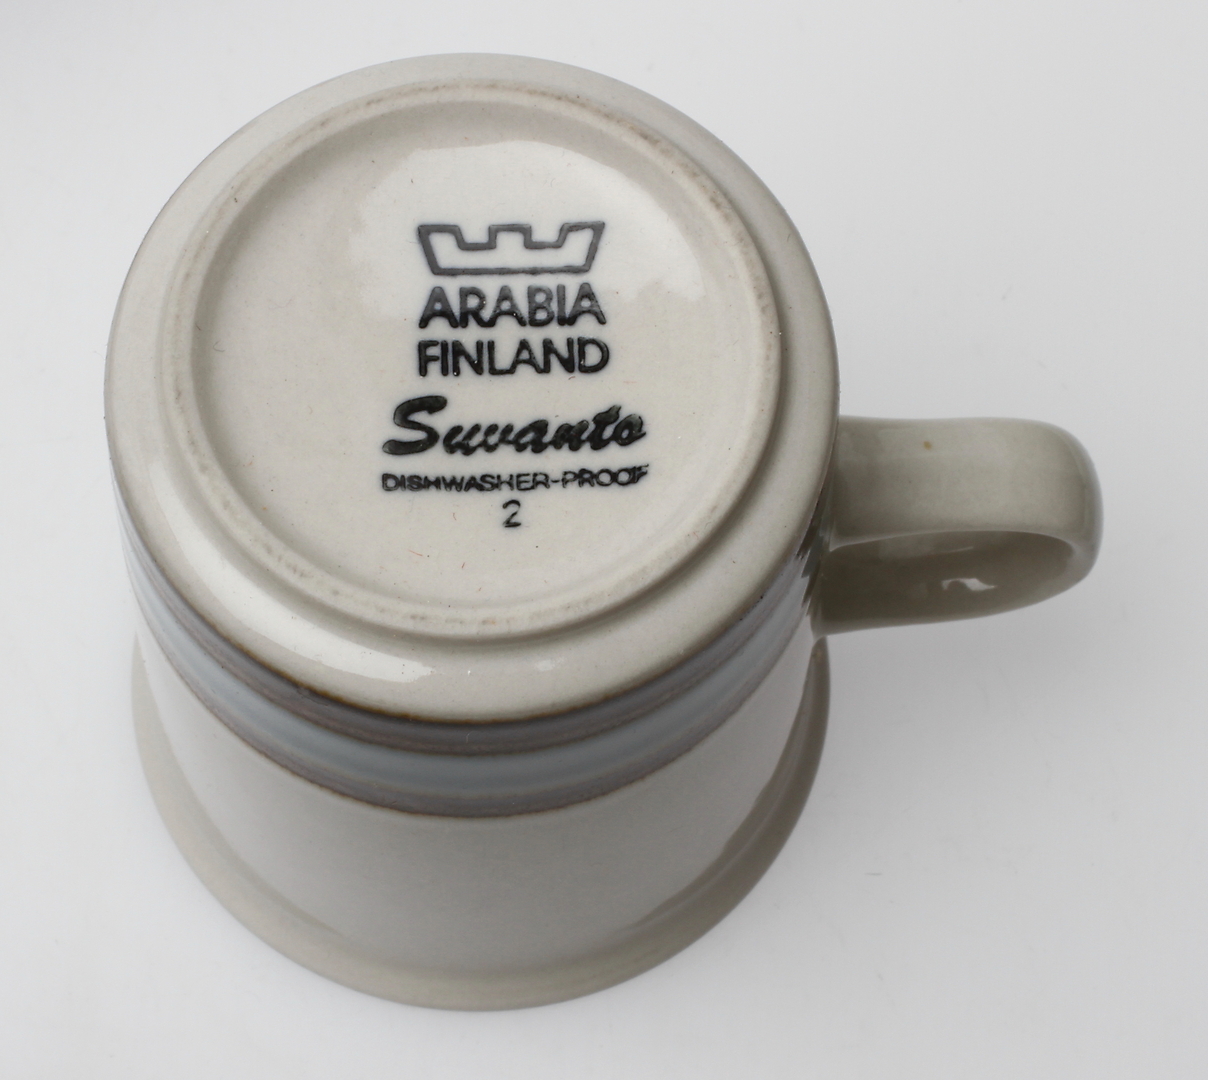 ARABIA
FINLAND
Suvanto
DISHWASHER-PROOF
2